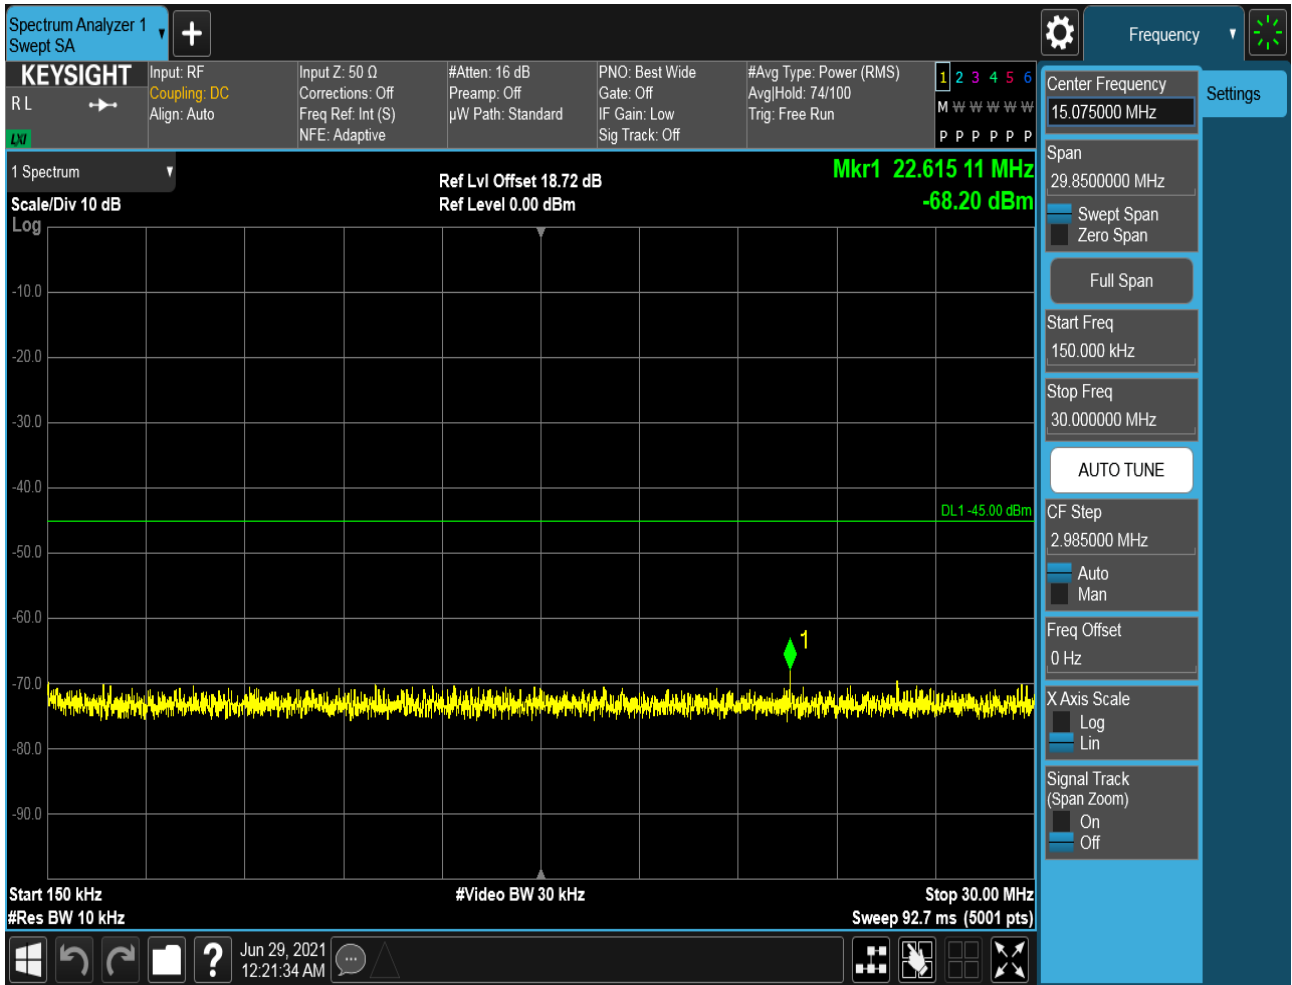 Spectrum Analyzer 1
Swept SA
Frequency
KEYSIGHT
R L
LXI
Input: RF
Coupling: DC
Align: Auto
Input Z: 50 Ω
Corrections: Off
Freq Ref: Int (S)
NFE: Adaptive
#Atten: 16 dB
Preamp: Off
µW Path: Standard
PNO: Best Wide
Gate: Off
IF Gain: Low
Sig Track: Off
#Avg Type: Power (RMS)
Avg|Hold: 74/100
Trig: Free Run
1 2 3 4 5 6
M W W W W W
P P P P P P
1 Spectrum
Scale/Div 10 dB
Log
Ref Lvl Offset 18.72 dB
Ref Level 0.00 dBm
Mkr1 22.615 11 MHz
-68.20 dBm
-10.0
-20.0
-30.0
-40.0
DL1 -45.00 dBm
-50.0
-60.0
1
-70.0
-80.0
-90.0
Start 150 kHz
#Video BW 30 kHz
Stop 30.00 MHz
#Res BW 10 kHz
Sweep 92.7 ms (5001 pts)
?
Jun 29, 2021
12:21:34 AM
Center Frequency
15.075000 MHz
Settings
Span
29.8500000 MHz
Swept Span
Zero Span
Full Span
Start Freq
150.000 kHz
Stop Freq
30.000000 MHz
AUTO TUNE
CF Step
2.985000 MHz
Auto
Man
Freq Offset
0 Hz
X Axis Scale
Log
Lin
Signal Track
(Span Zoom)
On
Off